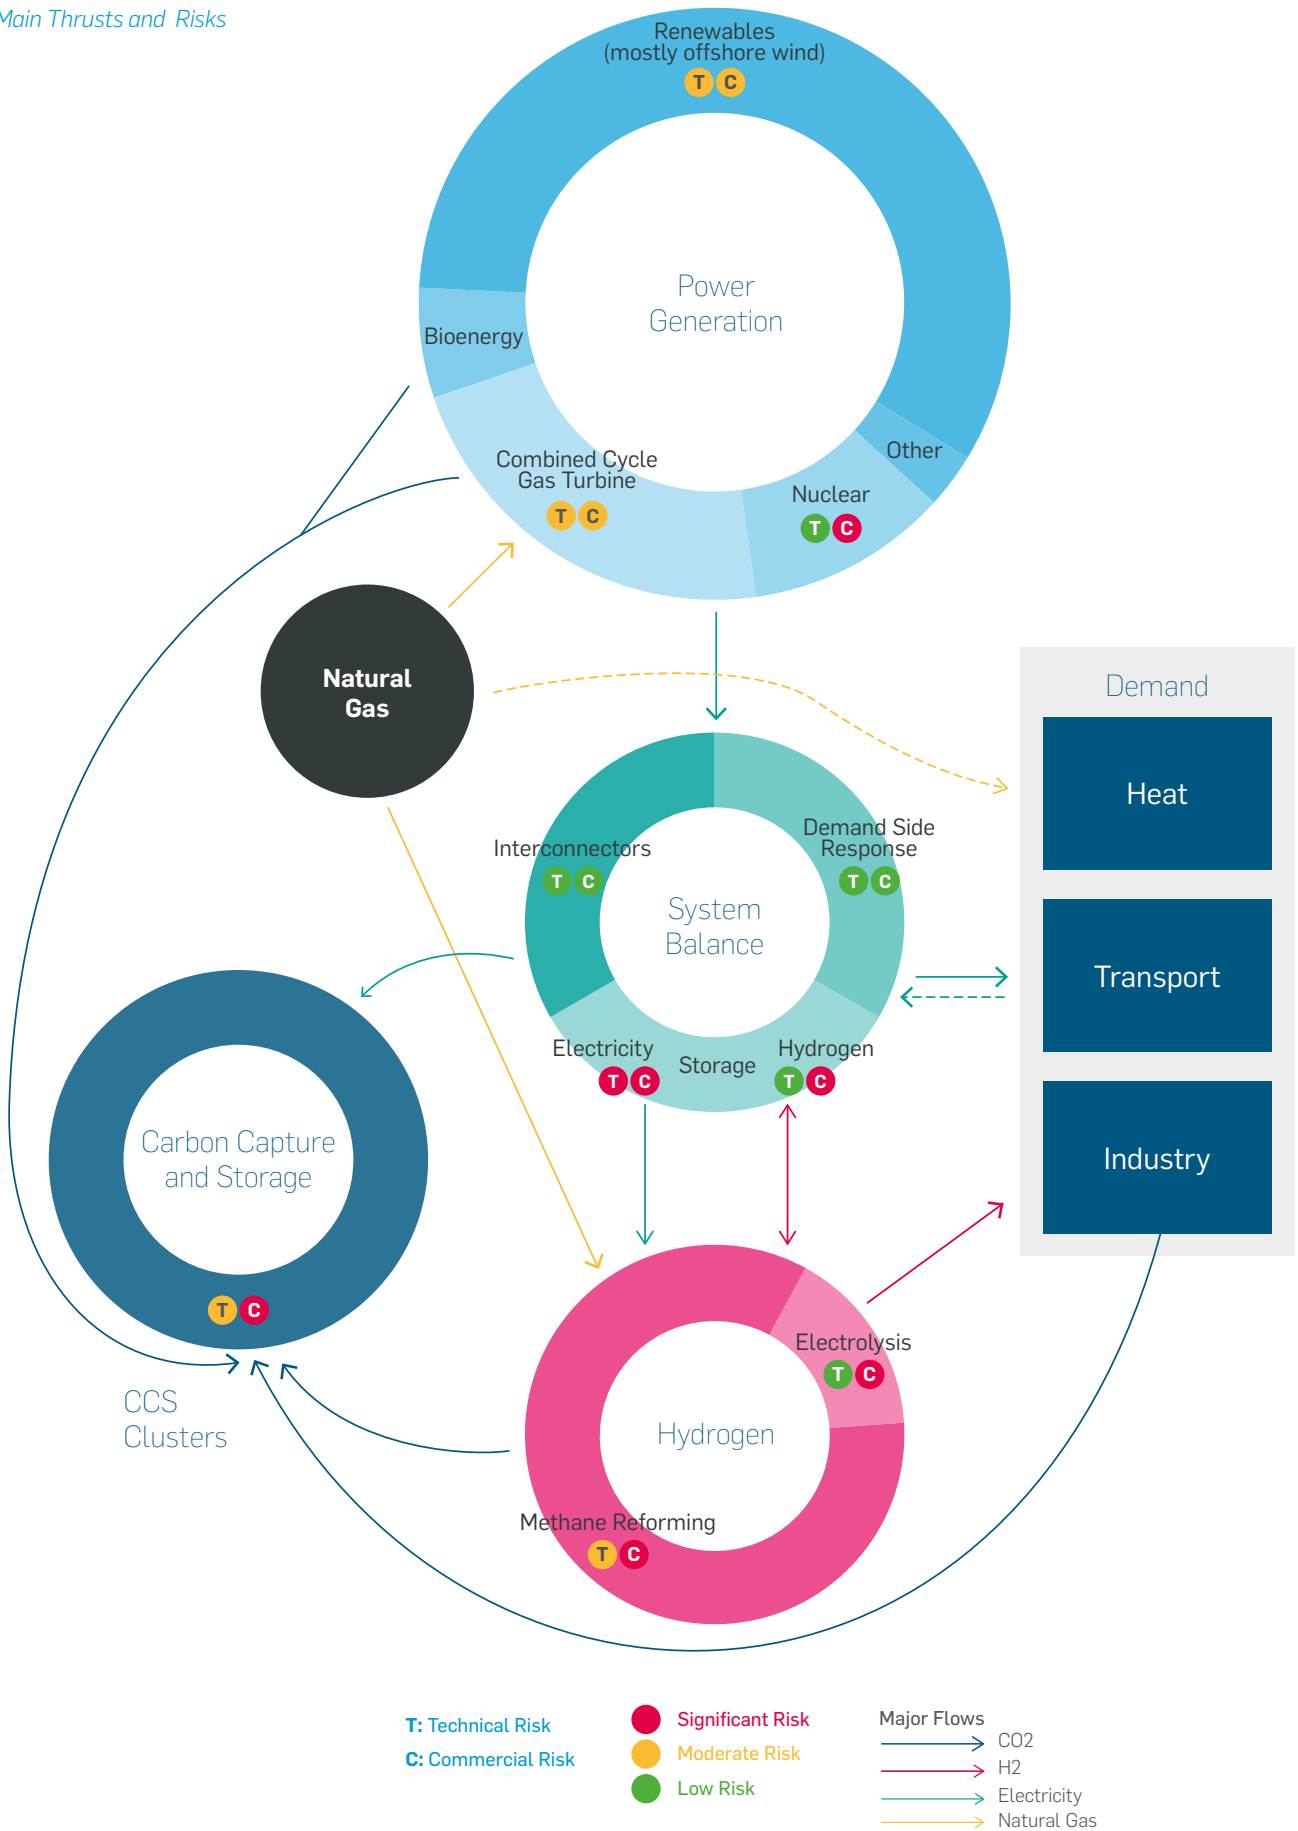 Main Thrusts and Risks
Renewables
(mostly offshore wind)
T C
Power
Generation
Bioenergy
Other
Combined Cycle
Gas Turbine
T C
Nuclear
T C
Natural
Gas
Demand
Heat
Transport
Industry
Interconnectors
T C
Demand Side
Response
T C
System
Balance
Electricity
T C
Storage
Hydrogen
T C
Carbon Capture
and Storage
T C
CCS
Clusters
Electrolysis
T C
Hydrogen
Methane Reforming
T C
T: Technical Risk
C: Commercial Risk
Significant Risk
Moderate Risk
Low Risk
Major Flows
CO2
H2
Electricity
Natural Gas